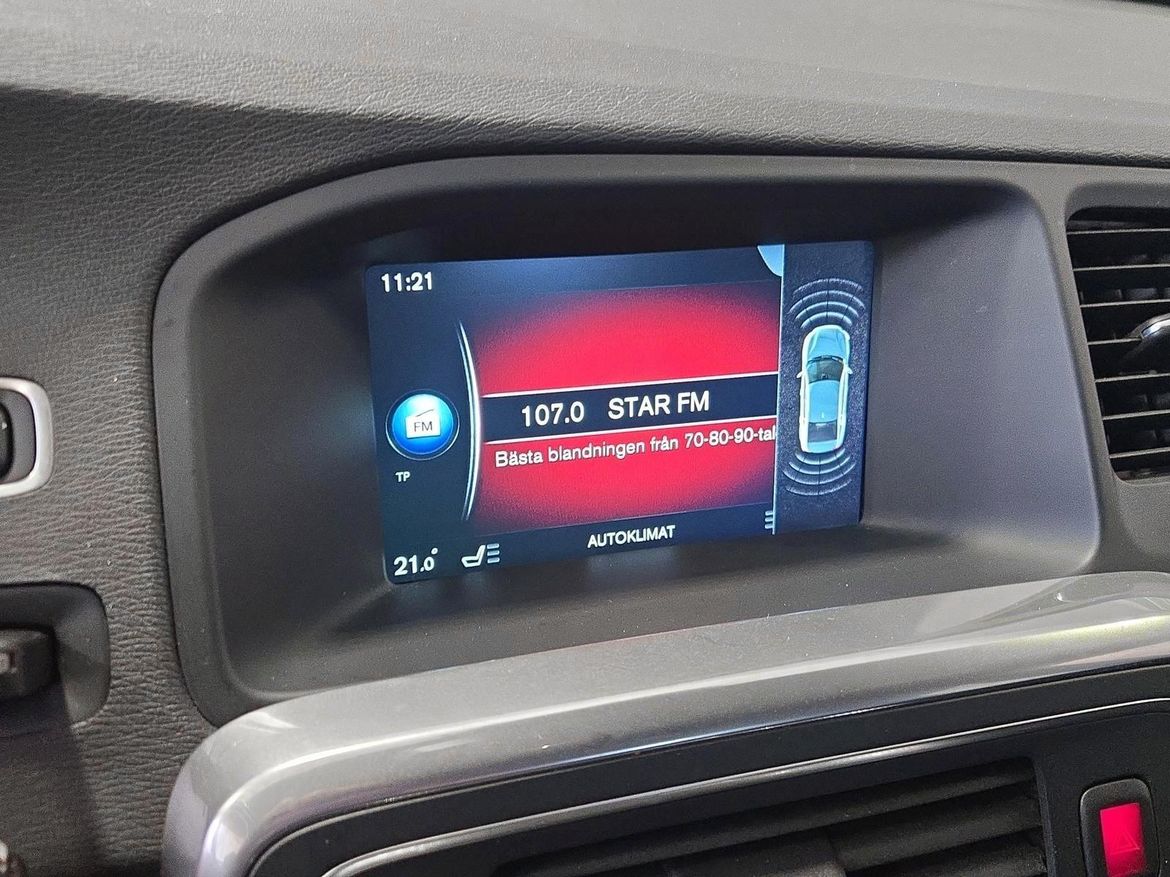 11:21
FM
TP
107.0 STAR FM
Bästa blandningen från 70-80-90-tal
AUTOKLIMAT
21.0°